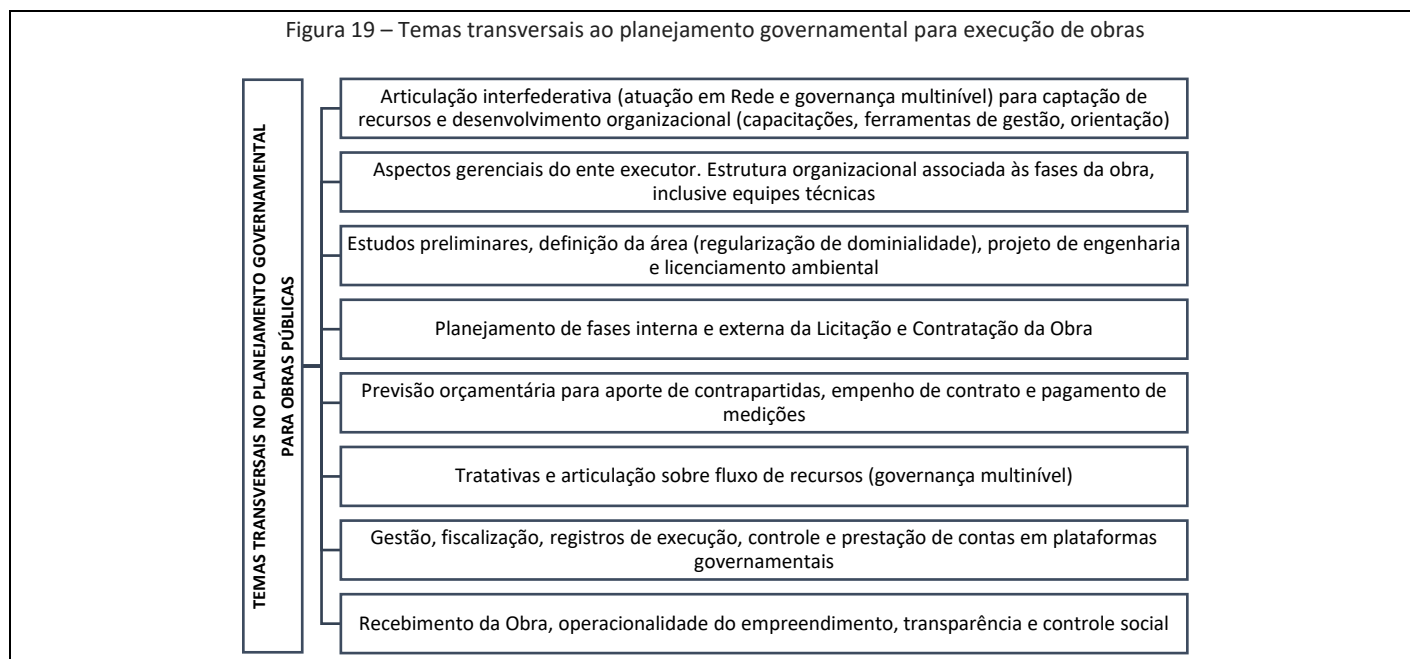 Figura 19 – Temas transversais ao planejamento governamental para execução de obras
TEMAS TRANSVERSAIS NO PLANEJAMENTO GOVERNAMENTAL
PARA OBRAS PÚBLICAS
Articulação interfederativa (atuação em Rede e governança multinível) para captação de
recursos e desenvolvimento organizacional (capacitações, ferramentas de gestão, orientação)
Aspectos gerenciais do ente executor. Estrutura organizacional associada às fases da obra,
inclusive equipes técnicas
Estudos preliminares, definição da área (regularização de dominialidade), projeto de engenharia
e licenciamento ambiental
Planejamento de fases interna e externa da Licitação e Contratação da Obra
Previsão orçamentária para aporte de contrapartidas, empenho de contrato e pagamento de
medições
Tratativas e articulação sobre fluxo de recursos (governança multinível)
Gestão, fiscalização, registros de execução, controle e prestação de contas em plataformas
governamentais
Recebimento da Obra, operacionalidade do empreendimento, transparência e controle social